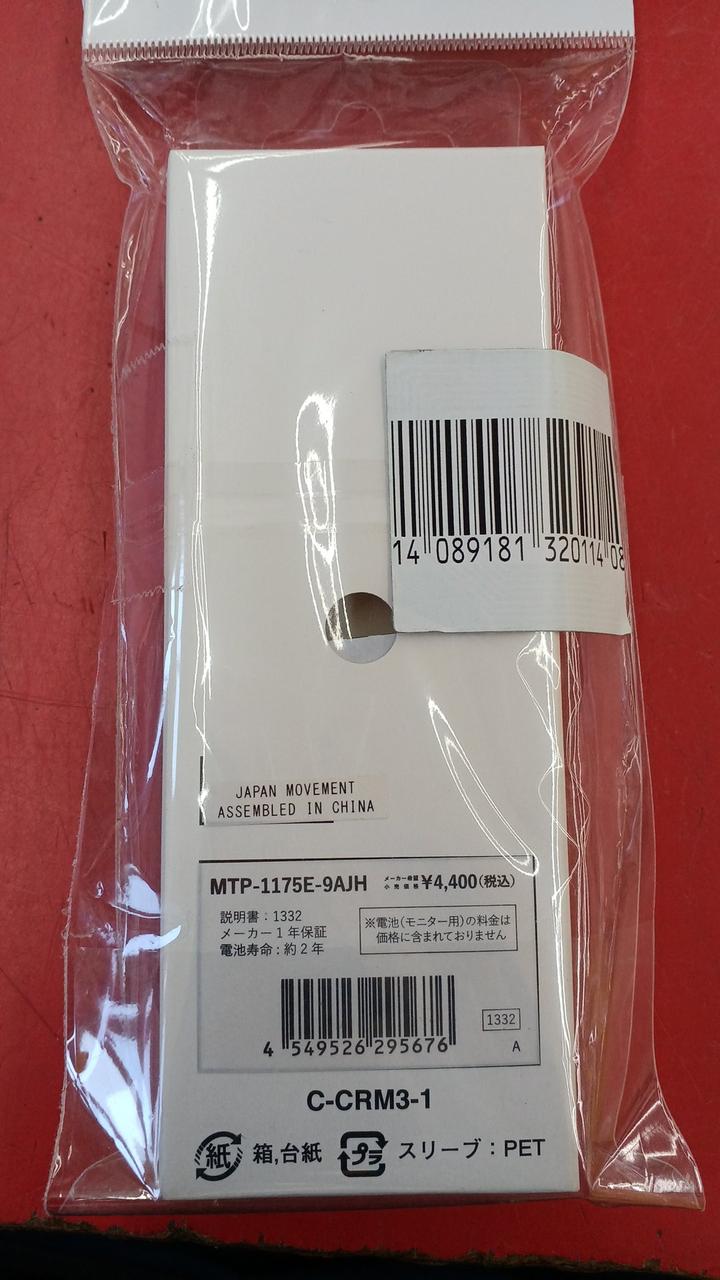 14 089181 320114 08
JAPAN MOVEMENT
ASSEMBLED IN CHINA
MTP-1175E-9AJH メーカー希望小売価格 ¥4,400(税込)
説明書:1332
メーカー1年保証
電池寿命:約2年
※電池(モニター用)の料金は
価格に含まれておりません
1332
4 549526 295676
A
C-CRM3-1
紙 箱,台紙 プラ スリーブ:PET